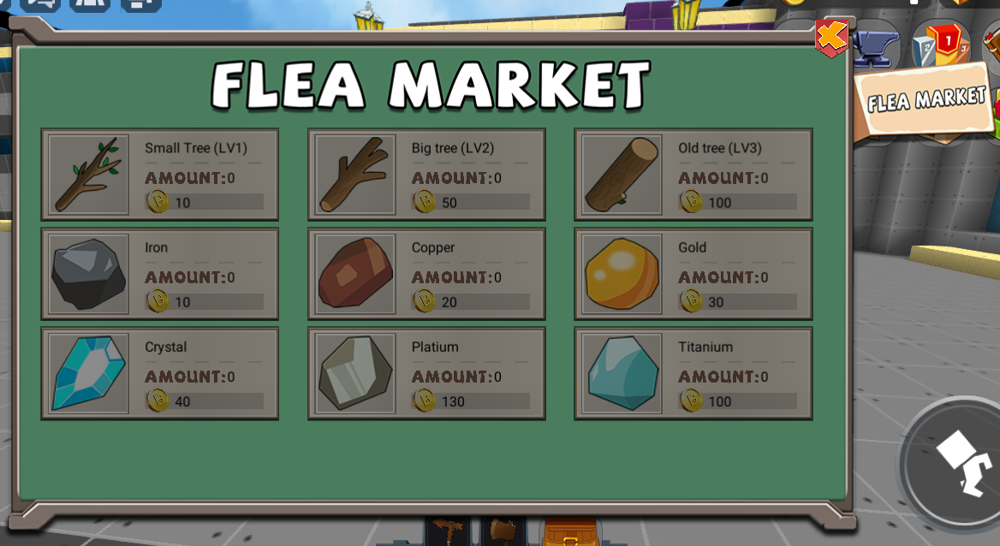 FLEA MARKET
Small Tree (LV1)
AMOUNT:0
10
Big tree (LV2)
AMOUNT:0
50
Old tree (LV3)
AMOUNT:0
100
Iron
AMOUNT:0
10
Copper
AMOUNT:0
20
Gold
AMOUNT:0
30
Crystal
AMOUNT:0
40
Platium
AMOUNT:0
130
Titanium
AMOUNT:0
100
2 1 3
FLEA MARKET